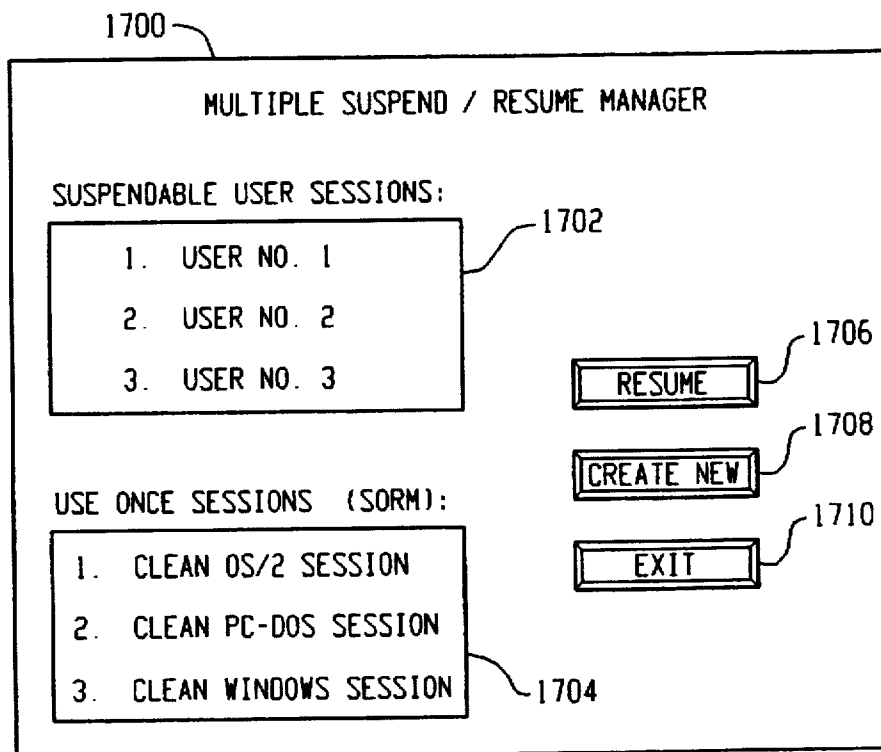 1700
MULTIPLE SUSPEND / RESUME MANAGER
SUSPENDABLE USER SESSIONS:
1702
1. USER NO. 1
2. USER NO. 2
3. USER NO. 3
1706
RESUME
1708
CREATE NEW
USE ONCE SESSIONS (SORM):
1710
EXIT
1. CLEAN OS/2 SESSION
2. CLEAN PC-DOS SESSION
3. CLEAN WINDOWS SESSION
1704